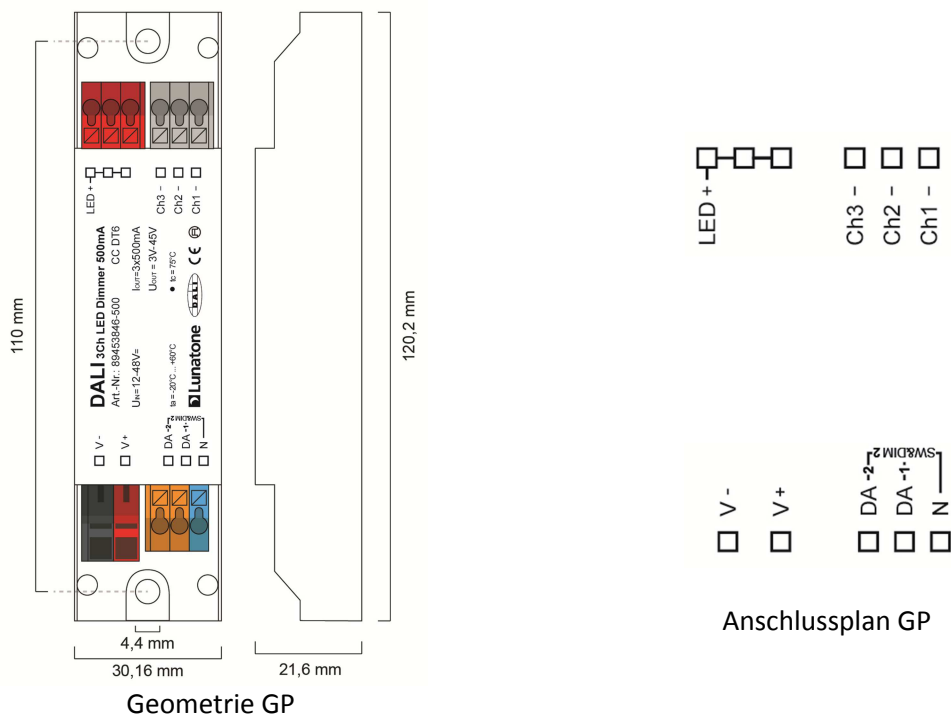 LED +
Ch3 -
Ch2 -
Ch1 -
DALI 3Ch LED Dimmer 500mA
Art.-Nr.: 89453846-500
CC DT6
IOUT=3x500mA
UIN=12-48V=
UOUT = 3V-45V
ta = -20°C ... +60°C
• tc = 75°C
Lunatone
DALI
CE
V -
V +
DA -2-
DA -1-
N
SW&DIM 2
110 mm
120,2 mm
4,4 mm
30,16 mm
21,6 mm
Geometrie GP
LED +
Ch3 -
Ch2 -
Ch1 -
V -
V +
DA -2
DA -1-
N
SW&DIM 2
Anschlussplan GP